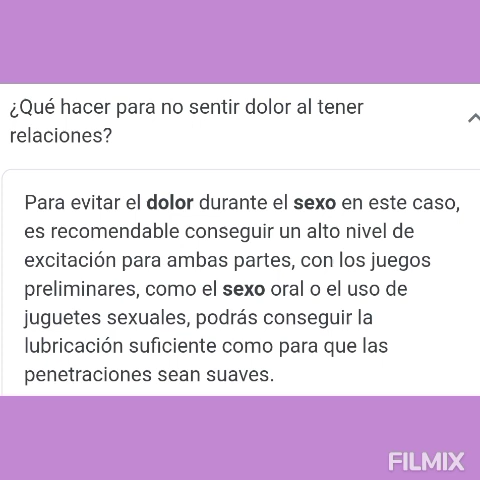 ¿Qué hacer para no sentir dolor al tener
relaciones?
Para evitar el dolor durante el sexo en este caso,
es recomendable conseguir un alto nivel de
excitación para ambas partes, con los juegos
preliminares, como el sexo oral o el uso de
juguetes sexuales, podrás conseguir la
lubricación suficiente como para que las
penetraciones sean suaves.
FILMIX